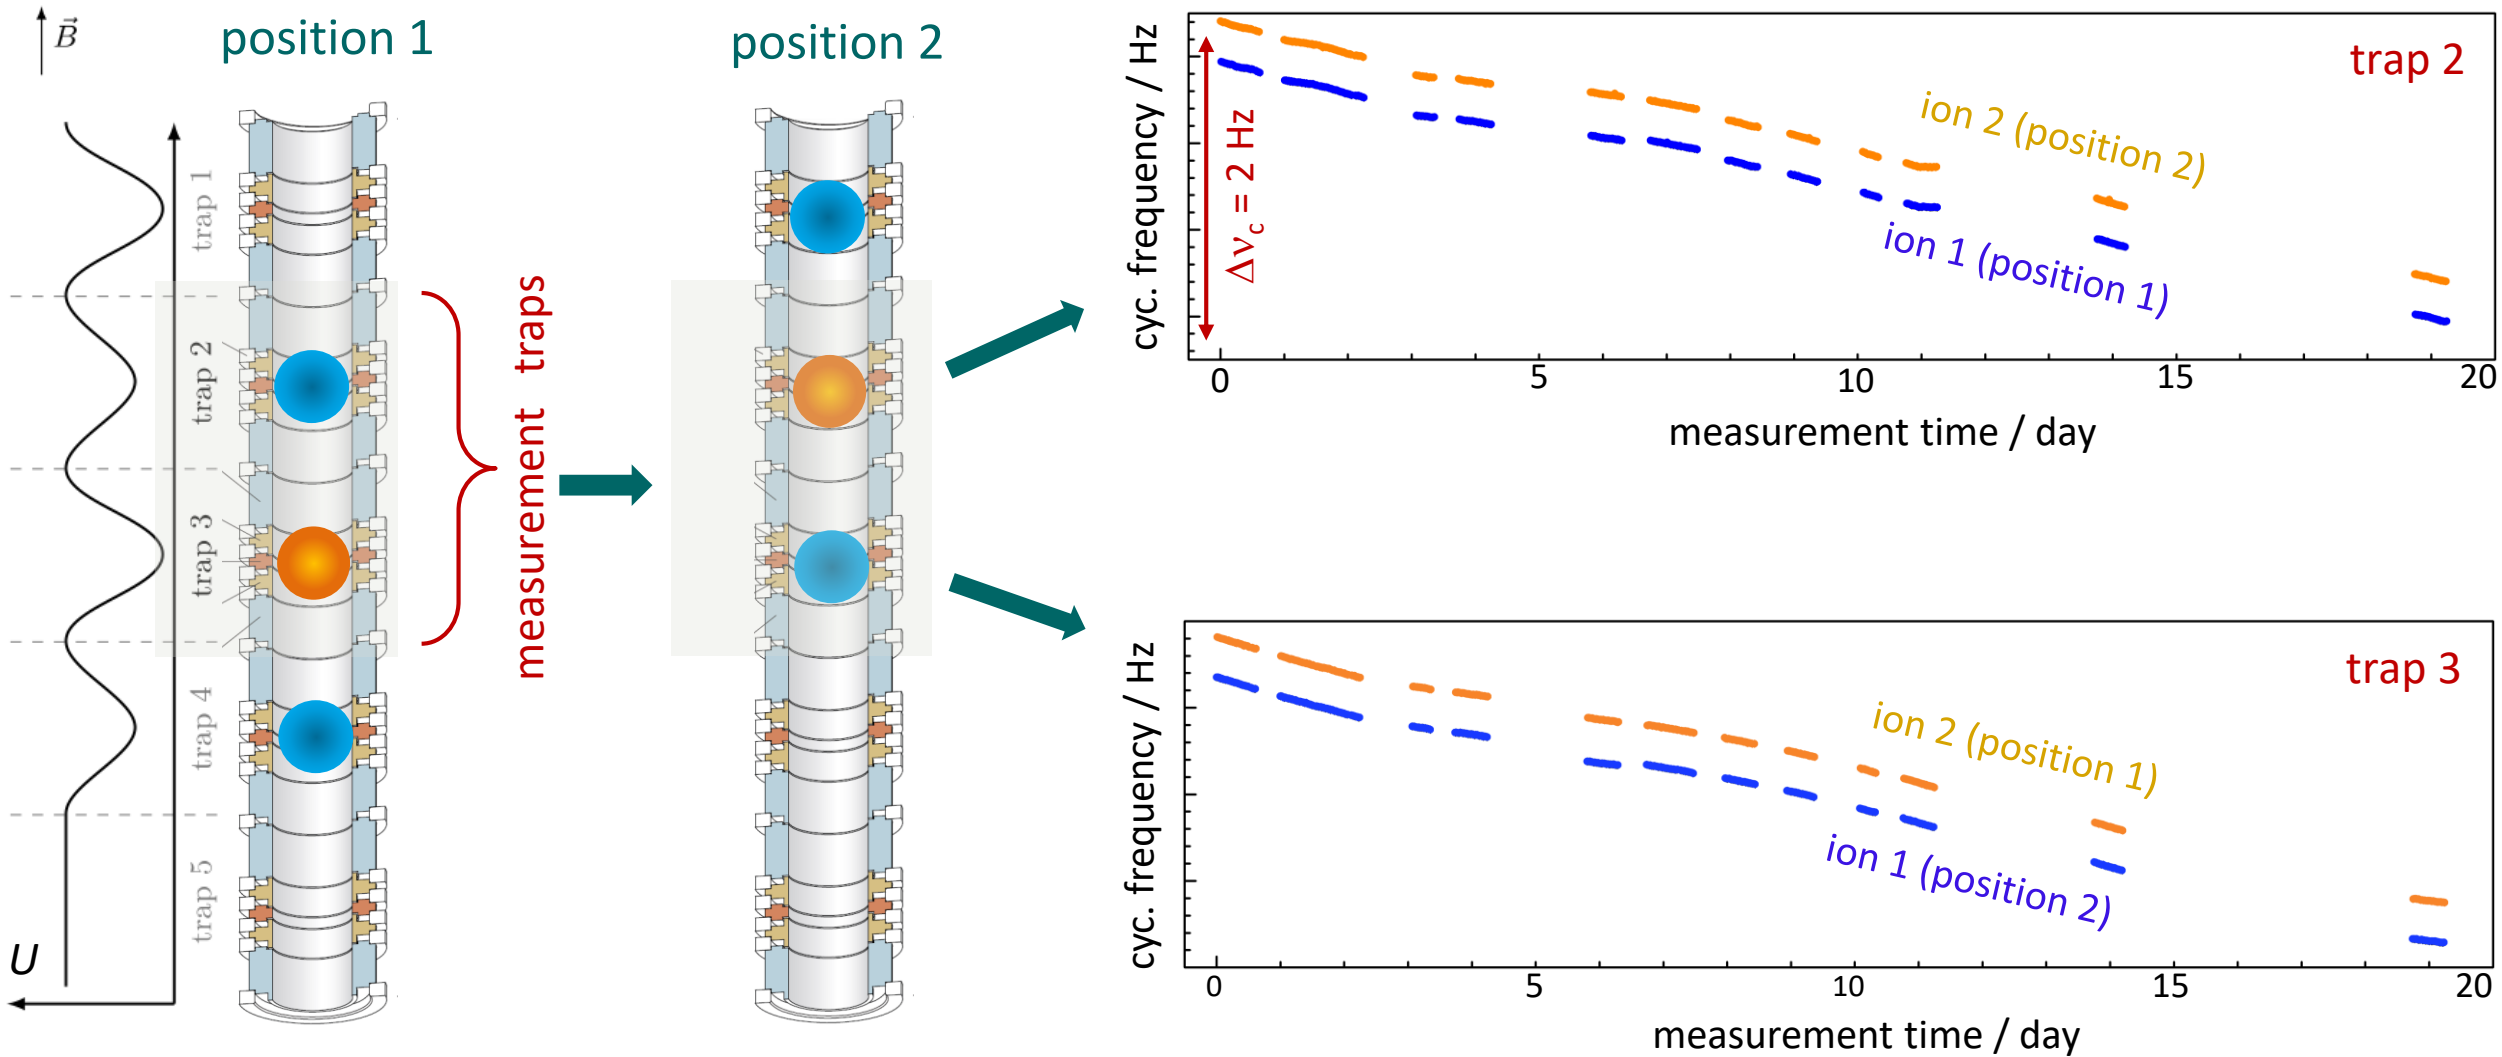 B
position 1
position 2
trap 1
trap 2
trap 3
trap 4
trap 5
U
measurement traps
cyc. frequency / Hz
Δν_c = 2 Hz
trap 2
ion 2 (position 2)
ion 1 (position 1)
0 5 10 15 20
measurement time / day
cyc. frequency / Hz
trap 3
ion 2 (position 1)
ion 1 (position 2)
0 5 10 15 20
measurement time / day